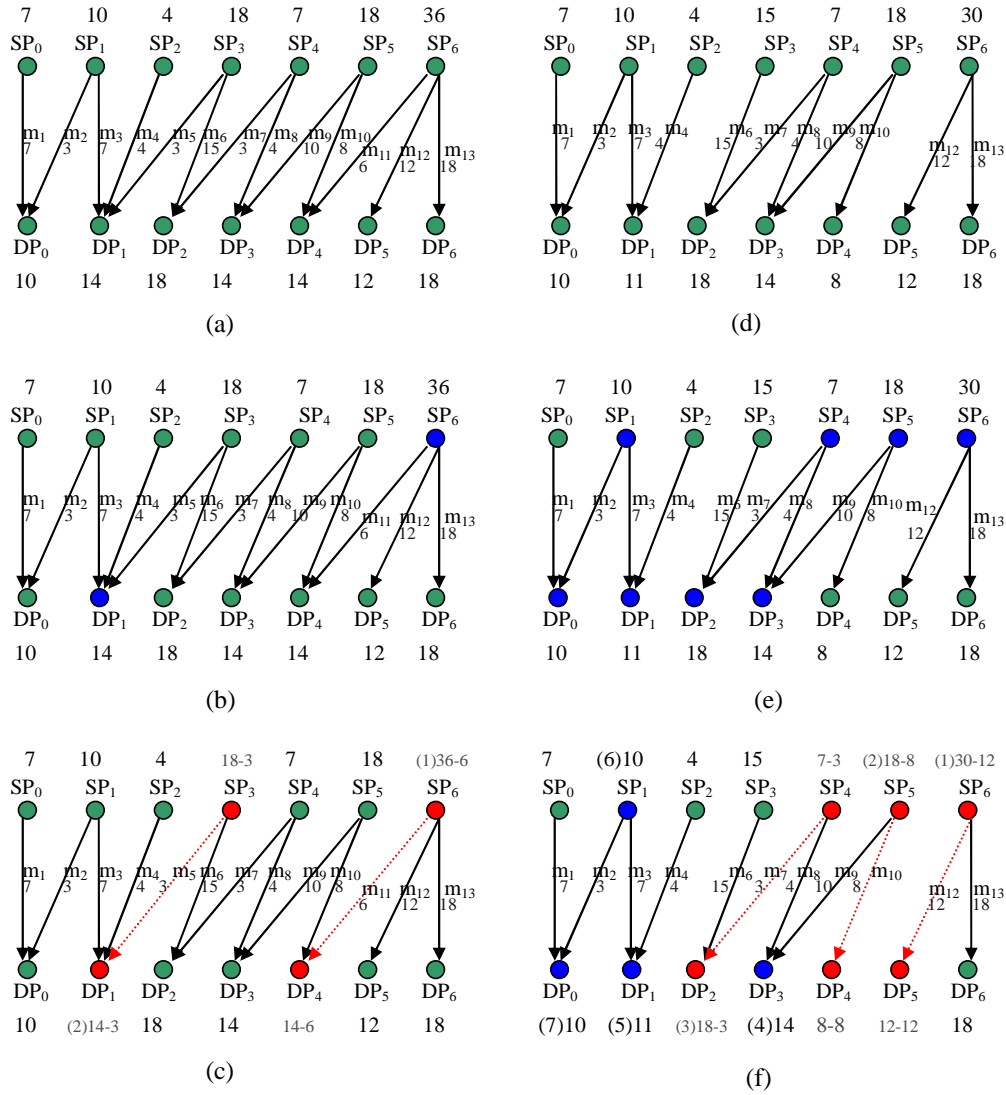 7 10 4 18 7 18 36
SP0 SP1 SP2 SP3 SP4 SP5 SP6
m1 m2 m3 m4 m5 m6 m7 m8 m9 m10 m11 m12 m13
7 3 7 4 3 15 3 4 10 8 6 12 18
DP0 DP1 DP2 DP3 DP4 DP5 DP6
10 14 18 14 14 12 18
(a)
7 10 4 15 7 18 30
SP0 SP1 SP2 SP3 SP4 SP5 SP6
m1 m2 m3 m4 m6 m7 m8 m9 m10 m12 m13
7 3 7 4 15 3 4 10 8 12 18
DP0 DP1 DP2 DP3 DP4 DP5 DP6
10 11 18 14 8 12 18
(d)
7 10 4 18 7 18 36
SP0 SP1 SP2 SP3 SP4 SP5 SP6
m1 m2 m3 m4 m5 m6 m7 m8 m9 m10 m11 m12 m13
7 3 7 4 3 15 3 4 10 8 6 12 18
DP0 DP1 DP2 DP3 DP4 DP5 DP6
10 14 18 14 14 12 18
(b)
7 10 4 15 7 18 30
SP0 SP1 SP2 SP3 SP4 SP5 SP6
m1 m2 m3 m4 m6 m7 m8 m9 m10 m12 m13
7 3 7 4 15 3 4 10 8 12 18
DP0 DP1 DP2 DP3 DP4 DP5 DP6
10 11 18 14 8 12 18
(e)
7 10 4 18-3 7 18 (1)36-6
SP0 SP1 SP2 SP3 SP4 SP5 SP6
m1 m2 m3 m4 m5 m6 m7 m8 m9 m10 m11 m12 m13
7 3 7 4 3 15 3 4 10 8 6 12 18
DP0 DP1 DP2 DP3 DP4 DP5 DP6
10 (2)14-3 18 14 14-6 12 18
(c)
7 (6)10 4 15 7-3 (2)18-8 (1)30-12
SP0 SP1 SP2 SP3 SP4 SP5 SP6
m1 m2 m3 m4 m6 m7 m8 m9 m10 m12 m13
7 3 7 4 15 3 4 10 8 12 18
DP0 DP1 DP2 DP3 DP4 DP5 DP6
(7)10 (5)11 (3)18-3 (4)14 8-8 12-12 18
(f)